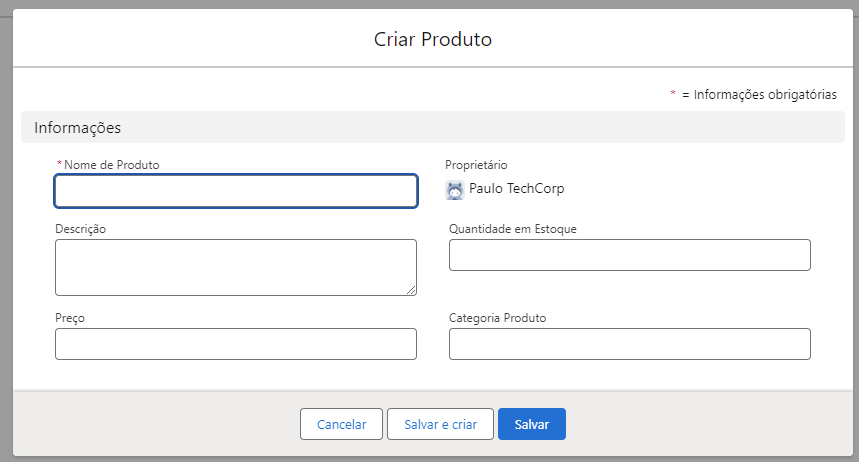 Criar Produto
* = Informações obrigatórias
Informações
* Nome de Produto
Proprietário
Paulo TechCorp
Descrição
Quantidade em Estoque
Preço
Categoria Produto
Cancelar
Salvar e criar
Salvar